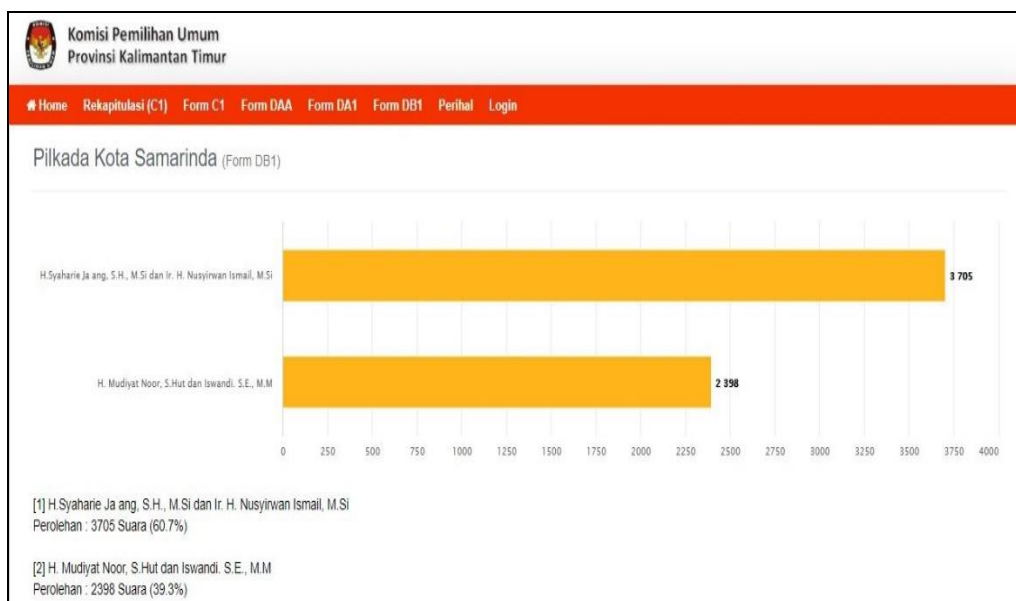 Komisi Pemilihan Umum
Provinsi Kalimantan Timur
Home Rekapitulasi (C1) Form C1 Form DAA Form DA1 Form DB1 Perihal Login
Pilkada Kota Samarinda (Form DB1)
H.Syaharie Ja ang, S.H., M.Si dan Ir. H. Nusyirwan Ismail, M.Si
3 705
H. Mudiyat Noor, S.Hut dan Iswandi. S.E., M.M
2 398
0 250 500 750 1000 1250 1500 1750 2000 2250 2500 2750 3000 3250 3500 3750 4000
[1] H.Syaharie Ja ang, S.H., M.Si dan Ir. H. Nusyirwan Ismail, M.Si
Perolehan : 3705 Suara (60.7%)
[2] H. Mudiyat Noor, S.Hut dan Iswandi. S.E., M.M
Perolehan : 2398 Suara (39.3%)